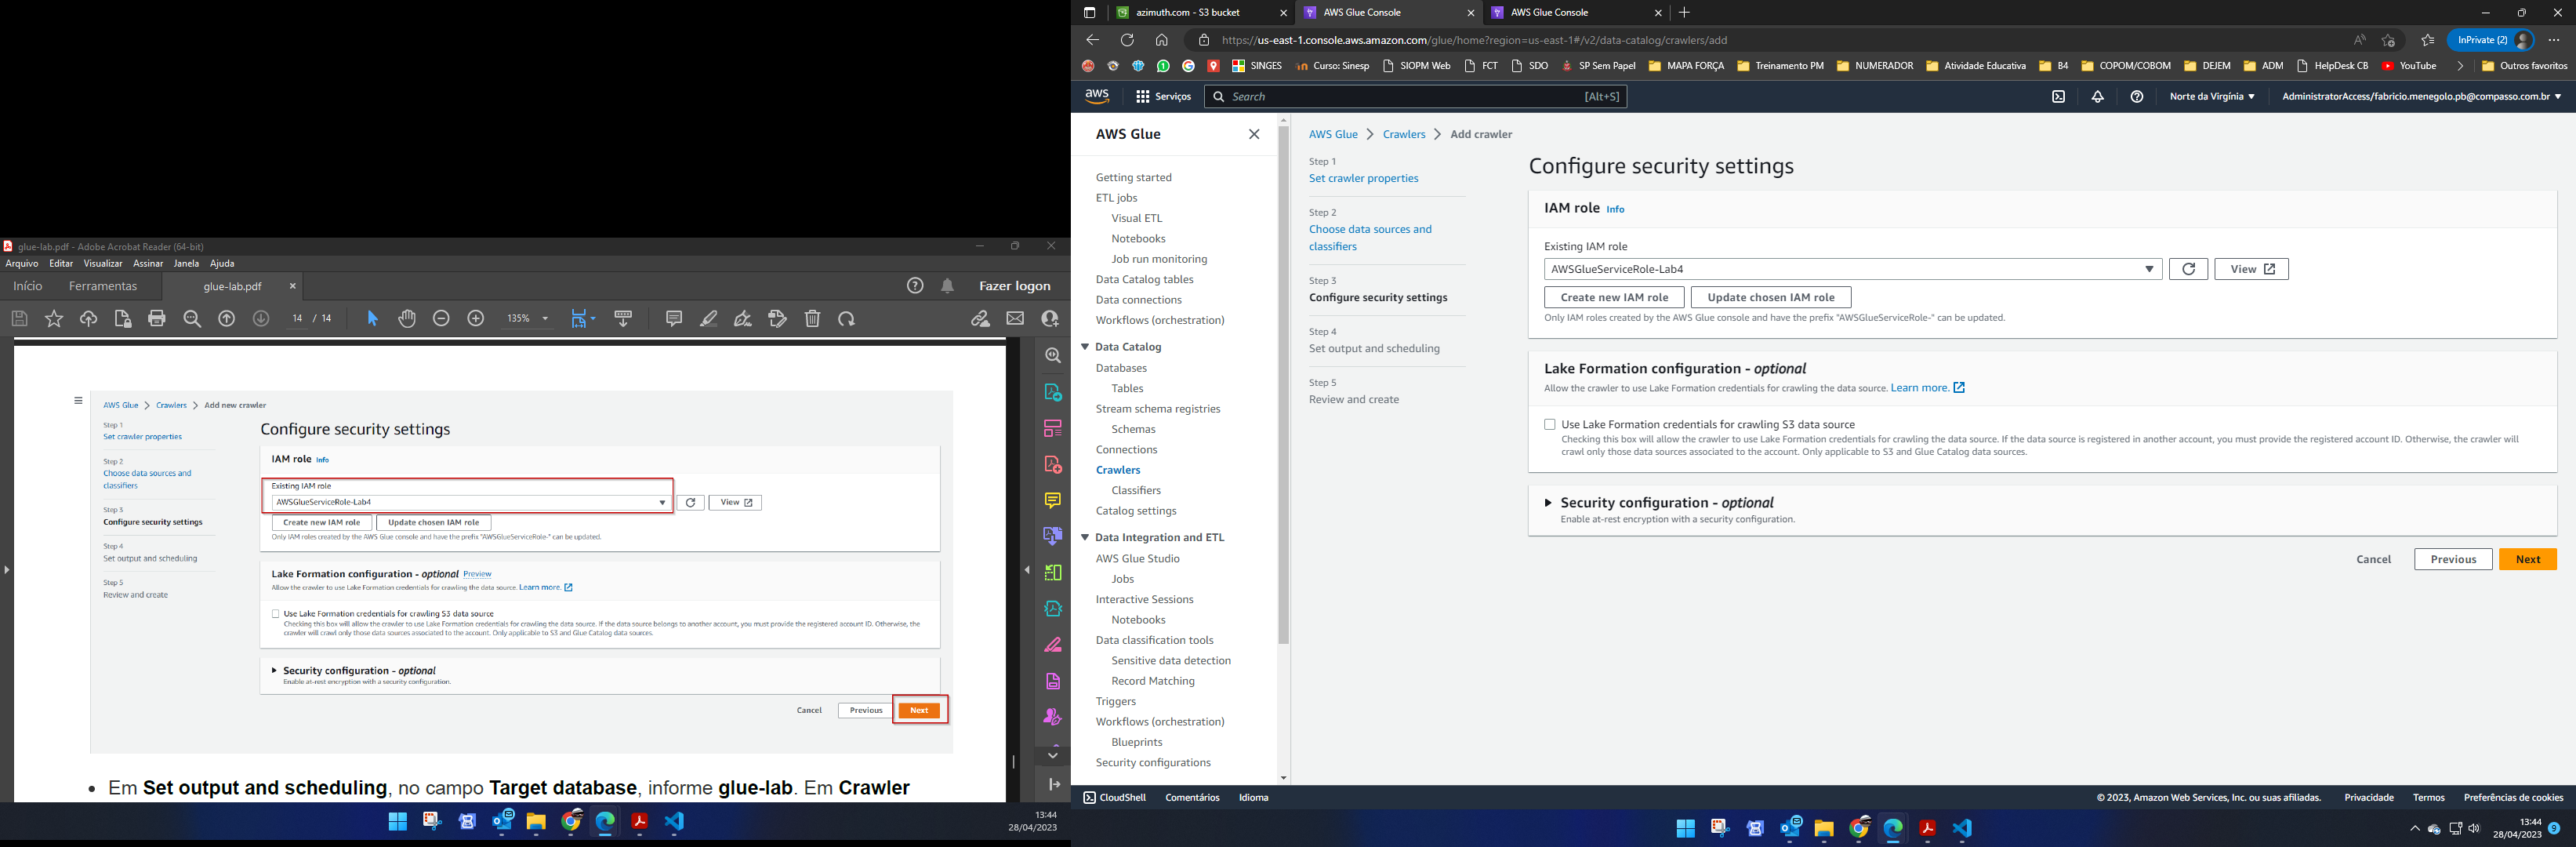 glue-lab.pdf - Adobe Acrobat Reader (64-bit)
Arquivo Editar Visualizar Assinar Janela Ajuda
Início Ferramentas glue-lab.pdf × Fazer logon
14 / 14 135%
AWS Glue > Crawlers > Add new crawler
Step 1
Set crawler properties
Step 2
Choose data sources and
classifiers
Step 3
Configure security settings
Step 4
Set output and scheduling
Step 5
Review and create
Configure security settings
IAM role Info
Existing IAM role
AWSGlueServiceRole-Lab4
View
Create new IAM role Update chosen IAM role
Only IAM roles created by the AWS Glue console and have the prefix "AWSGlueServiceRole-" can be updated.
Lake Formation configuration - optional Preview
Allow the crawler to use Lake Formation credentials for crawling the data source. Learn more.
Use Lake Formation credentials for crawling S3 data source
Checking this box will allow the crawler to use Lake Formation credentials for crawling the data source. If the data source belongs to another account, you must provide the registered account ID. Otherwise, the
crawler will crawl only those data sources associated to the account. Only applicable to S3 and Glue Catalog data sources.
Security configuration - optional
Enable at-rest encryption with a security configuration.
Cancel Previous Next
• Em Set output and scheduling, no campo Target database, informe glue-lab. Em Crawler
13:44
28/04/2023
azimuth.com - S3 bucket
AWS Glue Console
AWS Glue Console
https://us-east-1.console.aws.amazon.com/glue/home?region=us-east-1#/v2/data-catalog/crawlers/add
InPrivate (2)
SINGES Curso: Sinesp SIOPM Web FCT SDO SP Sem Papel MAPA FORÇA Treinamento PM NUMERADOR Atividade Educativa B4 COPOM/COBOM DEJEM ADM HelpDesk CB YouTube Outros favoritos
aws Serviços Search [Alt+S] Norte da Virgínia AdministratorAccess/fabricio.menegolo.pb@compasso.com.br
AWS Glue
Getting started
ETL jobs
Visual ETL
Notebooks
Job run monitoring
Data Catalog tables
Data connections
Workflows (orchestration)
Data Catalog
Databases
Tables
Stream schema registries
Schemas
Connections
Crawlers
Classifiers
Catalog settings
Data Integration and ETL
AWS Glue Studio
Jobs
Interactive Sessions
Notebooks
Data classification tools
Sensitive data detection
Record Matching
Triggers
Workflows (orchestration)
Blueprints
Security configurations
AWS Glue > Crawlers > Add crawler
Step 1
Set crawler properties
Step 2
Choose data sources and
classifiers
Step 3
Configure security settings
Step 4
Set output and scheduling
Step 5
Review and create
Configure security settings
IAM role Info
Existing IAM role
AWSGlueServiceRole-Lab4
View
Create new IAM role Update chosen IAM role
Only IAM roles created by the AWS Glue console and have the prefix "AWSGlueServiceRole-" can be updated.
Lake Formation configuration - optional
Allow the crawler to use Lake Formation credentials for crawling the data source. Learn more.
Use Lake Formation credentials for crawling S3 data source
Checking this box will allow the crawler to use Lake Formation credentials for crawling the data source. If the data source is registered in another account, you must provide the registered account ID. Otherwise, the crawler will
crawl only those data sources associated to the account. Only applicable to S3 and Glue Catalog data sources.
Security configuration - optional
Enable at-rest encryption with a security configuration.
Cancel Previous Next
CloudShell Comentários Idioma
© 2023, Amazon Web Services, Inc. ou suas afiliadas. Privacidade Termos Preferências de cookies
13:44
28/04/2023
9